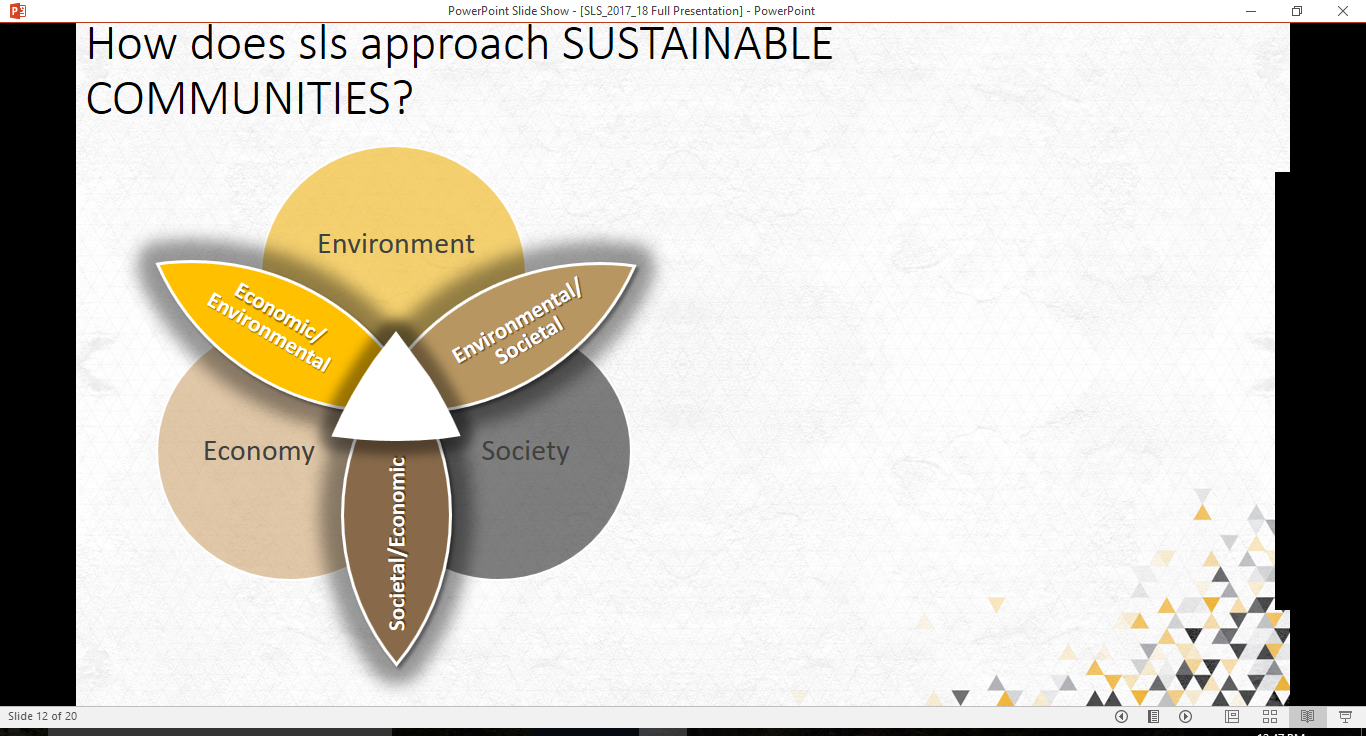 PowerPoint Slide Show - [SLS_2017_18 Full Presentation] - PowerPoint
How does sls approach SUSTAINABLE
COMMUNITIES?
Environment
Economic/
Environmental
Environmental/
Societal
Economy
Society
Societal/Economic
Slide 12 of 20